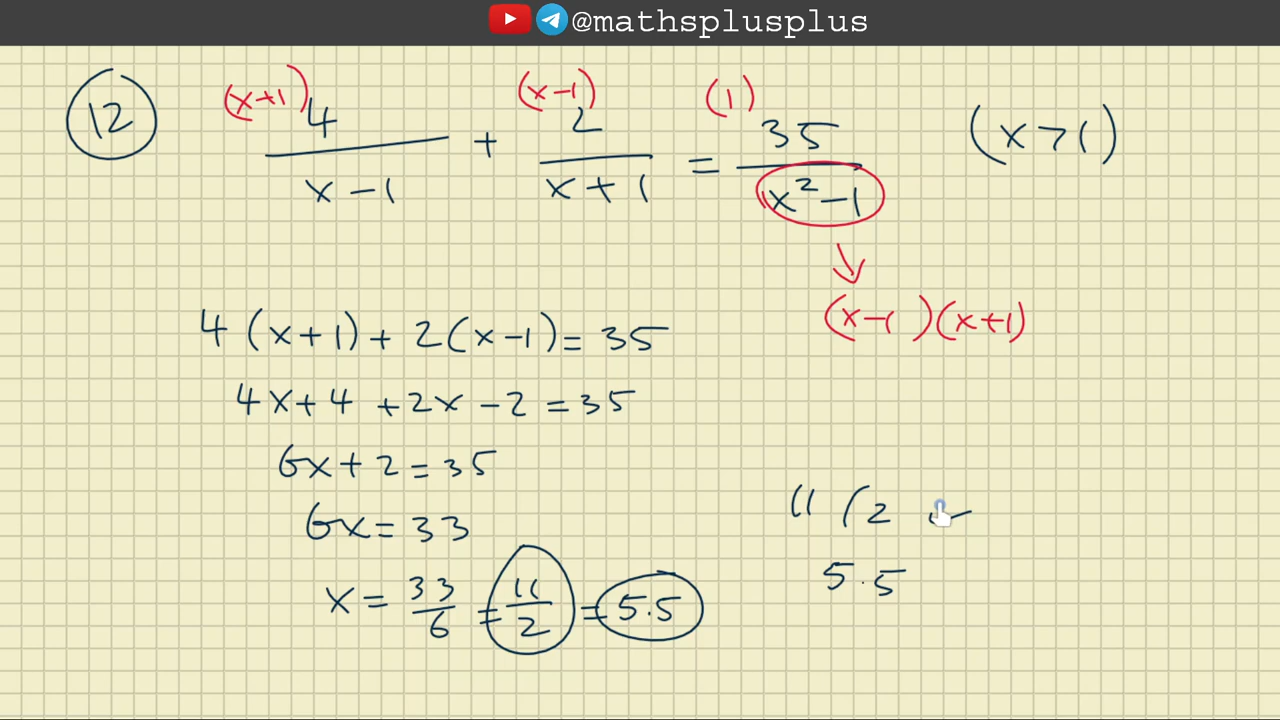 @mathsplusplus
(x+1) (x-1) (1)
12 4/(x-1) + 2/(x+1) = 35/(x²-1) (x>1)
(x-1)(x+1)
4(x+1) + 2(x-1) = 35
4x+4 +2x -2 = 35
6x+2 = 35
6x = 33
11/2
x = 33/6 = 11/2 = 5.5
5.5